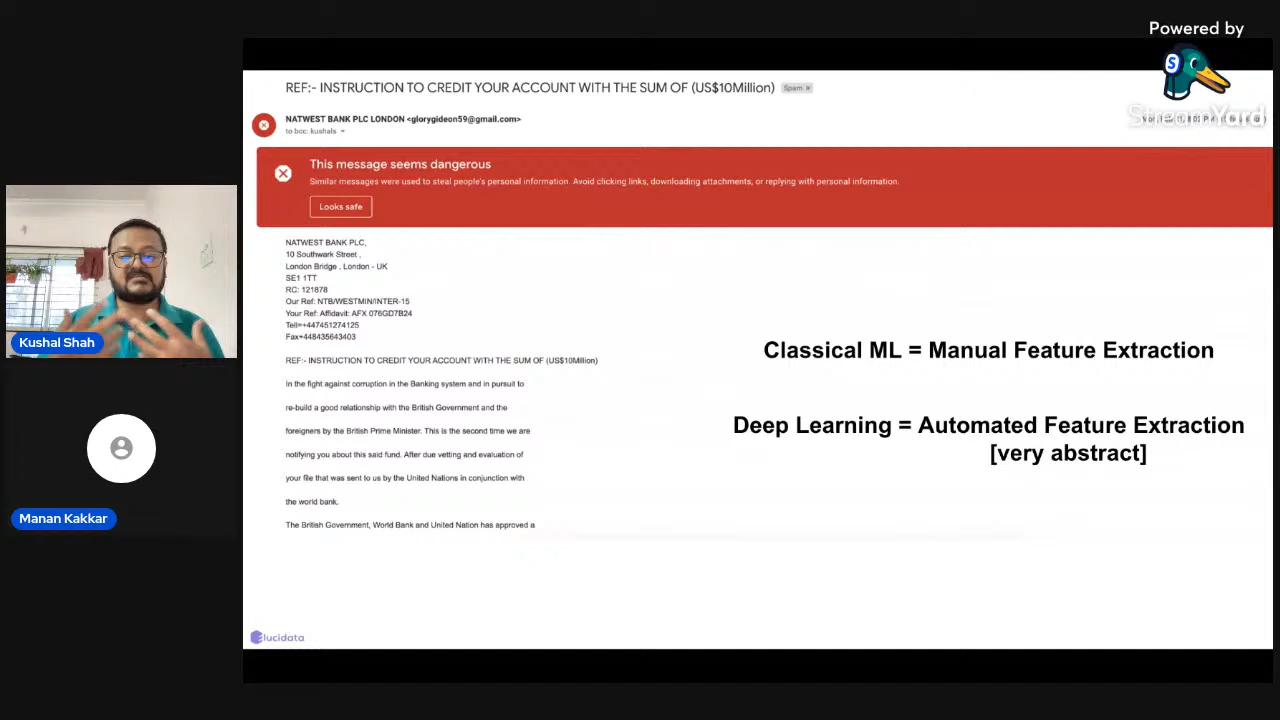 Powered by
StreamYard
REF:- INSTRUCTION TO CREDIT YOUR ACCOUNT WITH THE SUM OF (US$10Million)
Spam x
NATWEST BANK PLC LONDON <glorygideon59@gmail.com>
to bcc: kushals
This message seems dangerous
Similar messages were used to steal people's personal information. Avoid clicking links, downloading attachments, or replying with personal information.
Looks safe
NATWEST BANK PLC,
10 Southwark Street ,
London Bridge , London - UK
SE1 1TT
RC: 121878
Our Ref: NTB/WESTMIN/INTER-15
Your Ref: Affidavit: AFX 076GD7B24
Tell=+447451274125
Fax+448435643403
REF:- INSTRUCTION TO CREDIT YOUR ACCOUNT WITH THE SUM OF (US$10Million)
In the fight against corruption in the Banking system and in pursuit to
re-build a good relationship with the British Government and the
foreigners by the British Prime Minister. This is the second time we are
notifying you about this said fund. After due vetting and evaluation of
your file that was sent to us by the United Nations in conjunction with
the world bank.
The British Government, World Bank and United Nation has approved a
Classical ML = Manual Feature Extraction
Deep Learning = Automated Feature Extraction
[very abstract]
Kushal Shah
Manan Kakkar
Elucidata